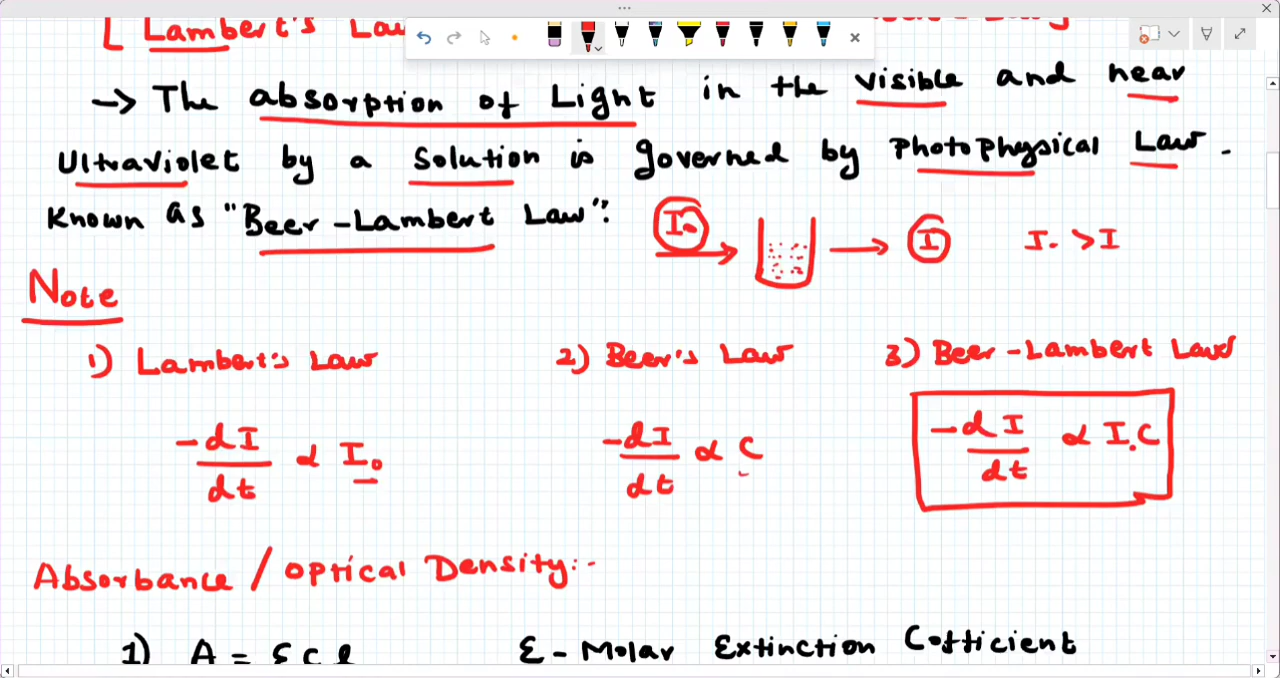 [ Lambert's Law
→ The absorption of Light in the visible and near
Ultraviolet by a solution is governed by Photophysical Law.
Known as "Beer-Lambert Law":
I₀ → → I I₀ > I
Note
1) Lambert's Law 2) Beer's Law 3) Beer-Lambert Law
-dI/dt ∝ I₀ -dI/dt ∝ C -dI/dt ∝ I₀C
Absorbance / optical Density:-
1) A = εcl ε - Molar Extinction Cofficient